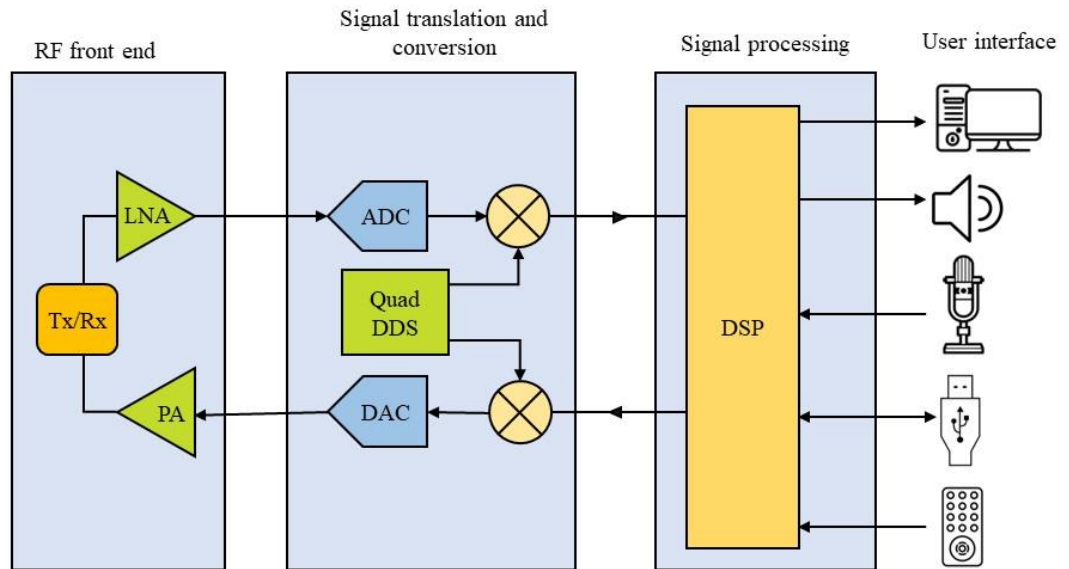 RF front end
Signal translation and
conversion
Signal processing
User interface
LNA
ADC
Tx/Rx
Quad
DDS
DSP
PA
DAC